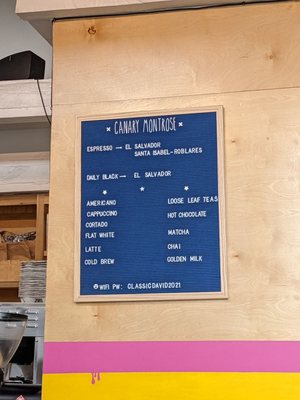 * CANARY MONTROSE *
ESPRESSO → EL SALVADOR
SANTA ISABEL-ROBLARES
DAILY BLACK → EL SALVADOR
* * *
AMERICANO
CAPPUCCINO
CORTADO
FLAT WHITE
LATTE
COLD BREW
LOOSE LEAF TEAS
HOT CHOCOLATE
MATCHA
CHAI
GOLDEN MILK
WIFI PW: CLASSICDAVID2021